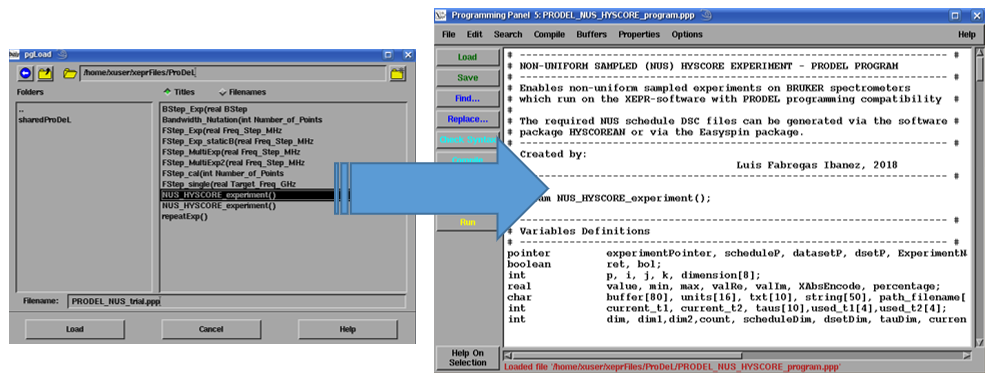 pgLoad
/home/xuser/xeprFiles/ProDeL
Folders
Titles
Filenames
..
sharedProDeL
BStep_Exp(real BStep
Bandwidth_Nutation(int Number_of_Points
FStep_Exp(real Freq_Step_MHz
FStep_Exp_staticB(real Freq_Step_MHz
FStep_MultiExp(real Freq_Step_MHz
FStep_MultiExp2(real Freq_Step_MHz
FStep_cal(int Number_of_Points
FStep_single(real Target_Freq_GHz
NUS_HYSCORE_experiment()
NUS_HYSCORE_experiment()
repeatExp()
Filename: PRODEL_NUS_trial.ppp
Load
Cancel
Help
Programming Panel 5: PRODEL_NUS_HYSCORE_program.ppp
File Edit Search Compile Buffers Properties Options Help
Load
Save
Find...
Replace...
Run
Help On
Selection
# ---------------------------------------------------------------- #
# NON-UNIFORM SAMPLED (NUS) HYSCORE EXPERIMENT - PRODEL PROGRAM
# ---------------------------------------------------------------- #
# Enables non-uniform sampled experiments on BRUKER spectrometers
which run on the XEPR-software with PRODEL programming compatibility #
#
# The required NUS schedule DSC files can be generated via the software #
# package HYSCOREAN or via the Easyspin package.
# ---------------------------------------------------------------- #
Created by:
Luis Fabregas Ibanez, 2018
---------------------------------------------------------------- #
NUS_HYSCORE_experiment();
---------------------------------------------------------------- #
# Variables Definitions
# ---------------------------------------------------------------- #
pointer experimentPointer, scheduleP, datasetP, dsetP, ExperimentN
boolean ret, bol;
int p, i, j, k, dimension[8];
real value, min, max, valRe, valIm, XAbsEncode, percentage;
char buffer[80], units[16], txt[10], string[50], path_filename[
int current_t1, current_t2, taus[10],used_t1[4],used_t2[4];
int dim, dim1,dim2,count, scheduleDim, dsetDim, tauDim, curren
Loaded file '/home/xuser/xeprFiles/ProDeL/PRODEL_NUS_HYSCORE_program.ppp'